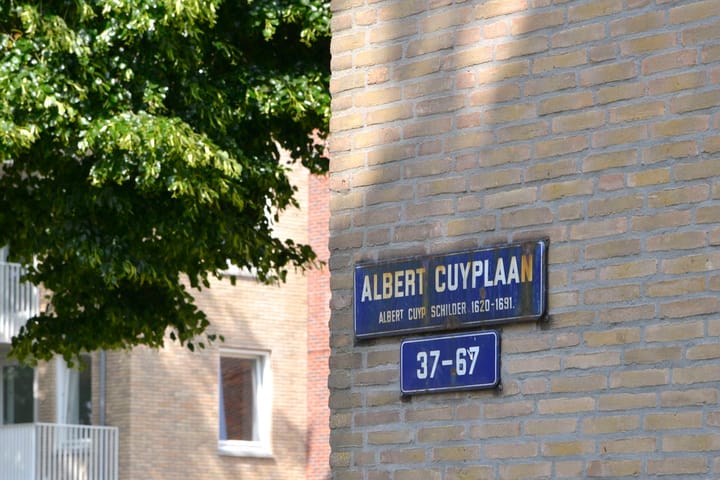 ALBERT CUYPLAAN
ALBERT CUYP SCHILDER 1620-1691.
37-67